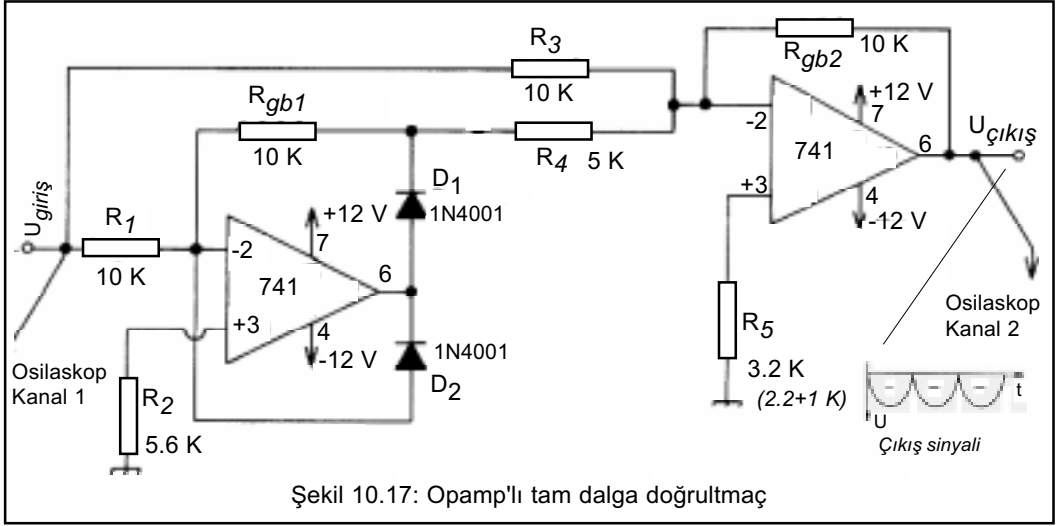 R3
10 K
Rgb2
10 K
Rgb1
10 K
R4
5 K
-2
+12 V
7
741
6
Uçıkış
+3
4
-12 V
Ugiriş
R1
10 K
D1
1N4001
+12 V
7
-2
741
6
+3
4
-12 V
1N4001
D2
R2
5.6 K
Osilaskop
Kanal 1
R5
3.2 K
(2.2+1 K)
Osilaskop
Kanal 2
- - -
t
U
Çıkış sinyali
Şekil 10.17: Opamp'lı tam dalga doğrultmaç